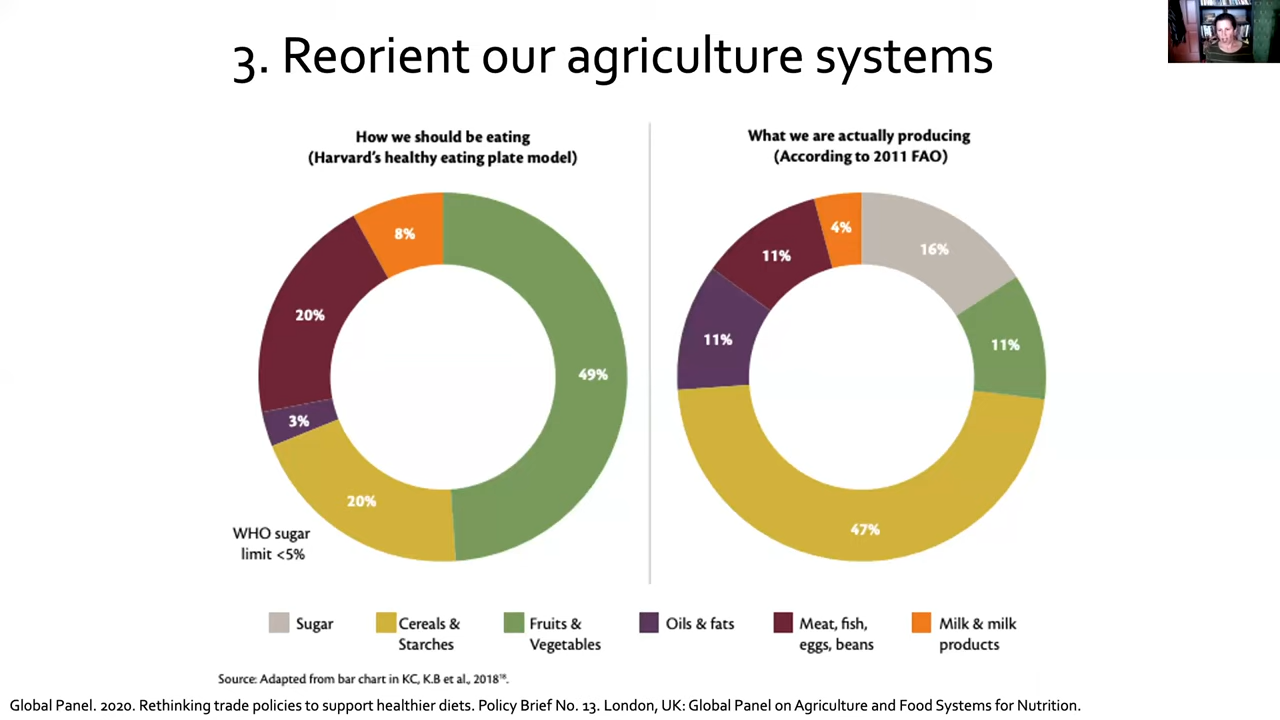 3. Reorient our agriculture systems
How we should be eating
(Harvard's healthy eating plate model)
8%
20%
49%
3%
20%
WHO sugar
limit <5%
What we are actually producing
(According to 2011 FAO)
4%
16%
11%
11%
11%
47%
Sugar
Cereals &
Starches
Fruits &
Vegetables
Oils & fats
Meat, fish,
eggs, beans
Milk & milk
products
Source: Adapted from bar chart in KC, K.B et al., 2018¹⁸.
Global Panel. 2020. Rethinking trade policies to support healthier diets. Policy Brief No. 13. London, UK: Global Panel on Agriculture and Food Systems for Nutrition.